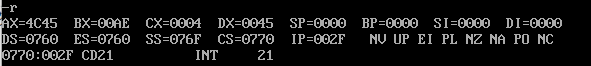 -r
AX=4C45  BX=00AE  CX=0004  DX=0045  SP=0000  BP=0000  SI=0000  DI=0000
DS=0760  ES=0760  SS=076F  CS=0770  IP=002F   NV UP EI PL NZ NA PO NC
0770:002F CD21          INT     21